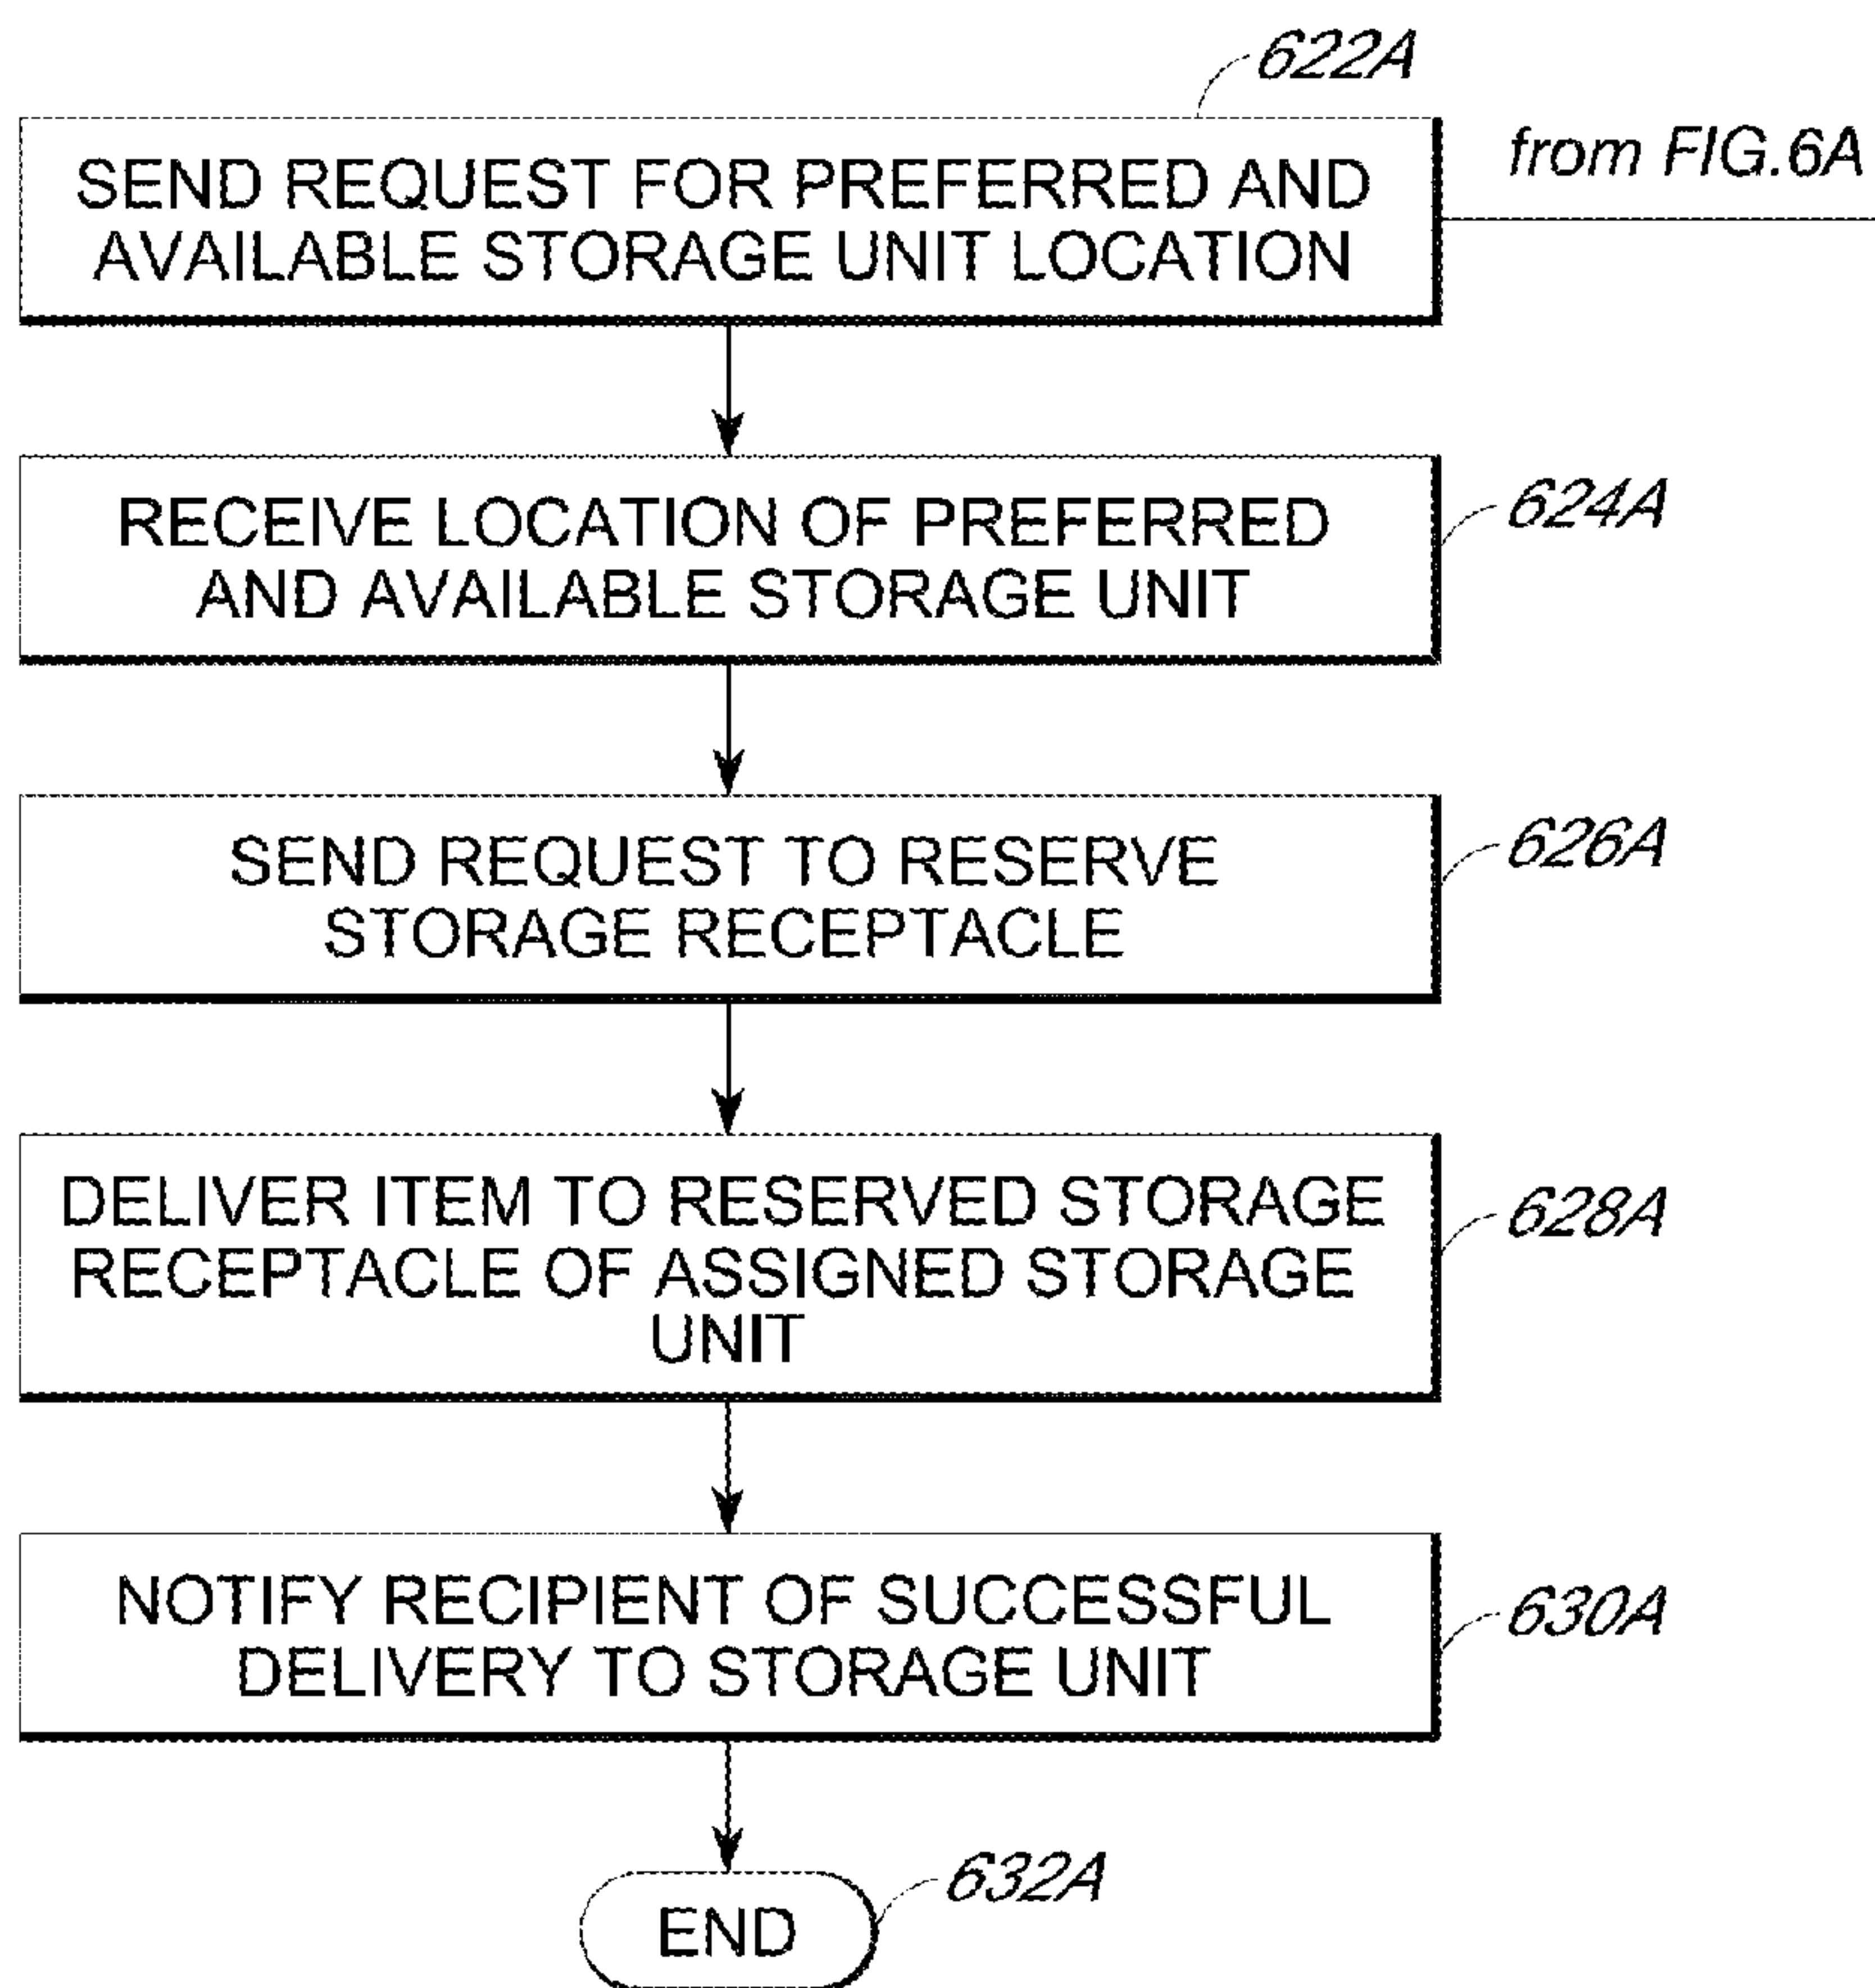 622A
SEND REQUEST FOR PREFERRED AND
AVAILABLE STORAGE UNIT LOCATION
from FIG.6A
RECEIVE LOCATION OF PREFERRED
AND AVAILABLE STORAGE UNIT
624A
SEND REQUEST TO RESERVE
STORAGE RECEPTACLE
626A
DELIVER ITEM TO RESERVED STORAGE
RECEPTACLE OF ASSIGNED STORAGE
UNIT
628A
NOTIFY RECIPIENT OF SUCCESSFUL
DELIVERY TO STORAGE UNIT
630A
END
632A